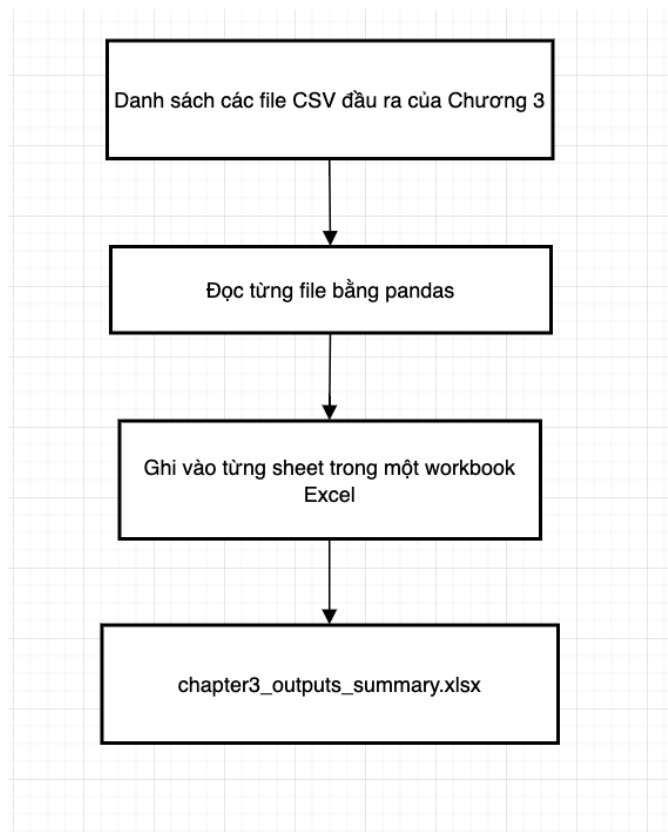 Danh sách các file CSV đầu ra của Chương 3
Đọc từng file bằng pandas
Ghi vào từng sheet trong một workbook
Excel
chapter3_outputs_summary.xlsx